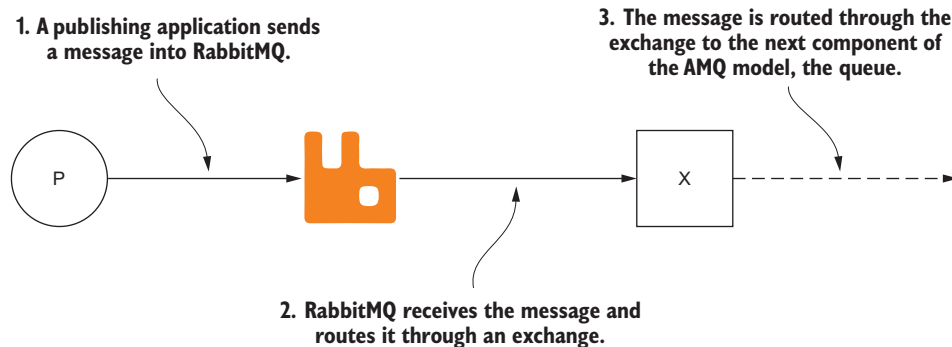 1. A publishing application sends
a message into RabbitMQ.
3. The message is routed through the
exchange to the next component of
the AMQ model, the queue.
P
X
2. RabbitMQ receives the message and
routes it through an exchange.